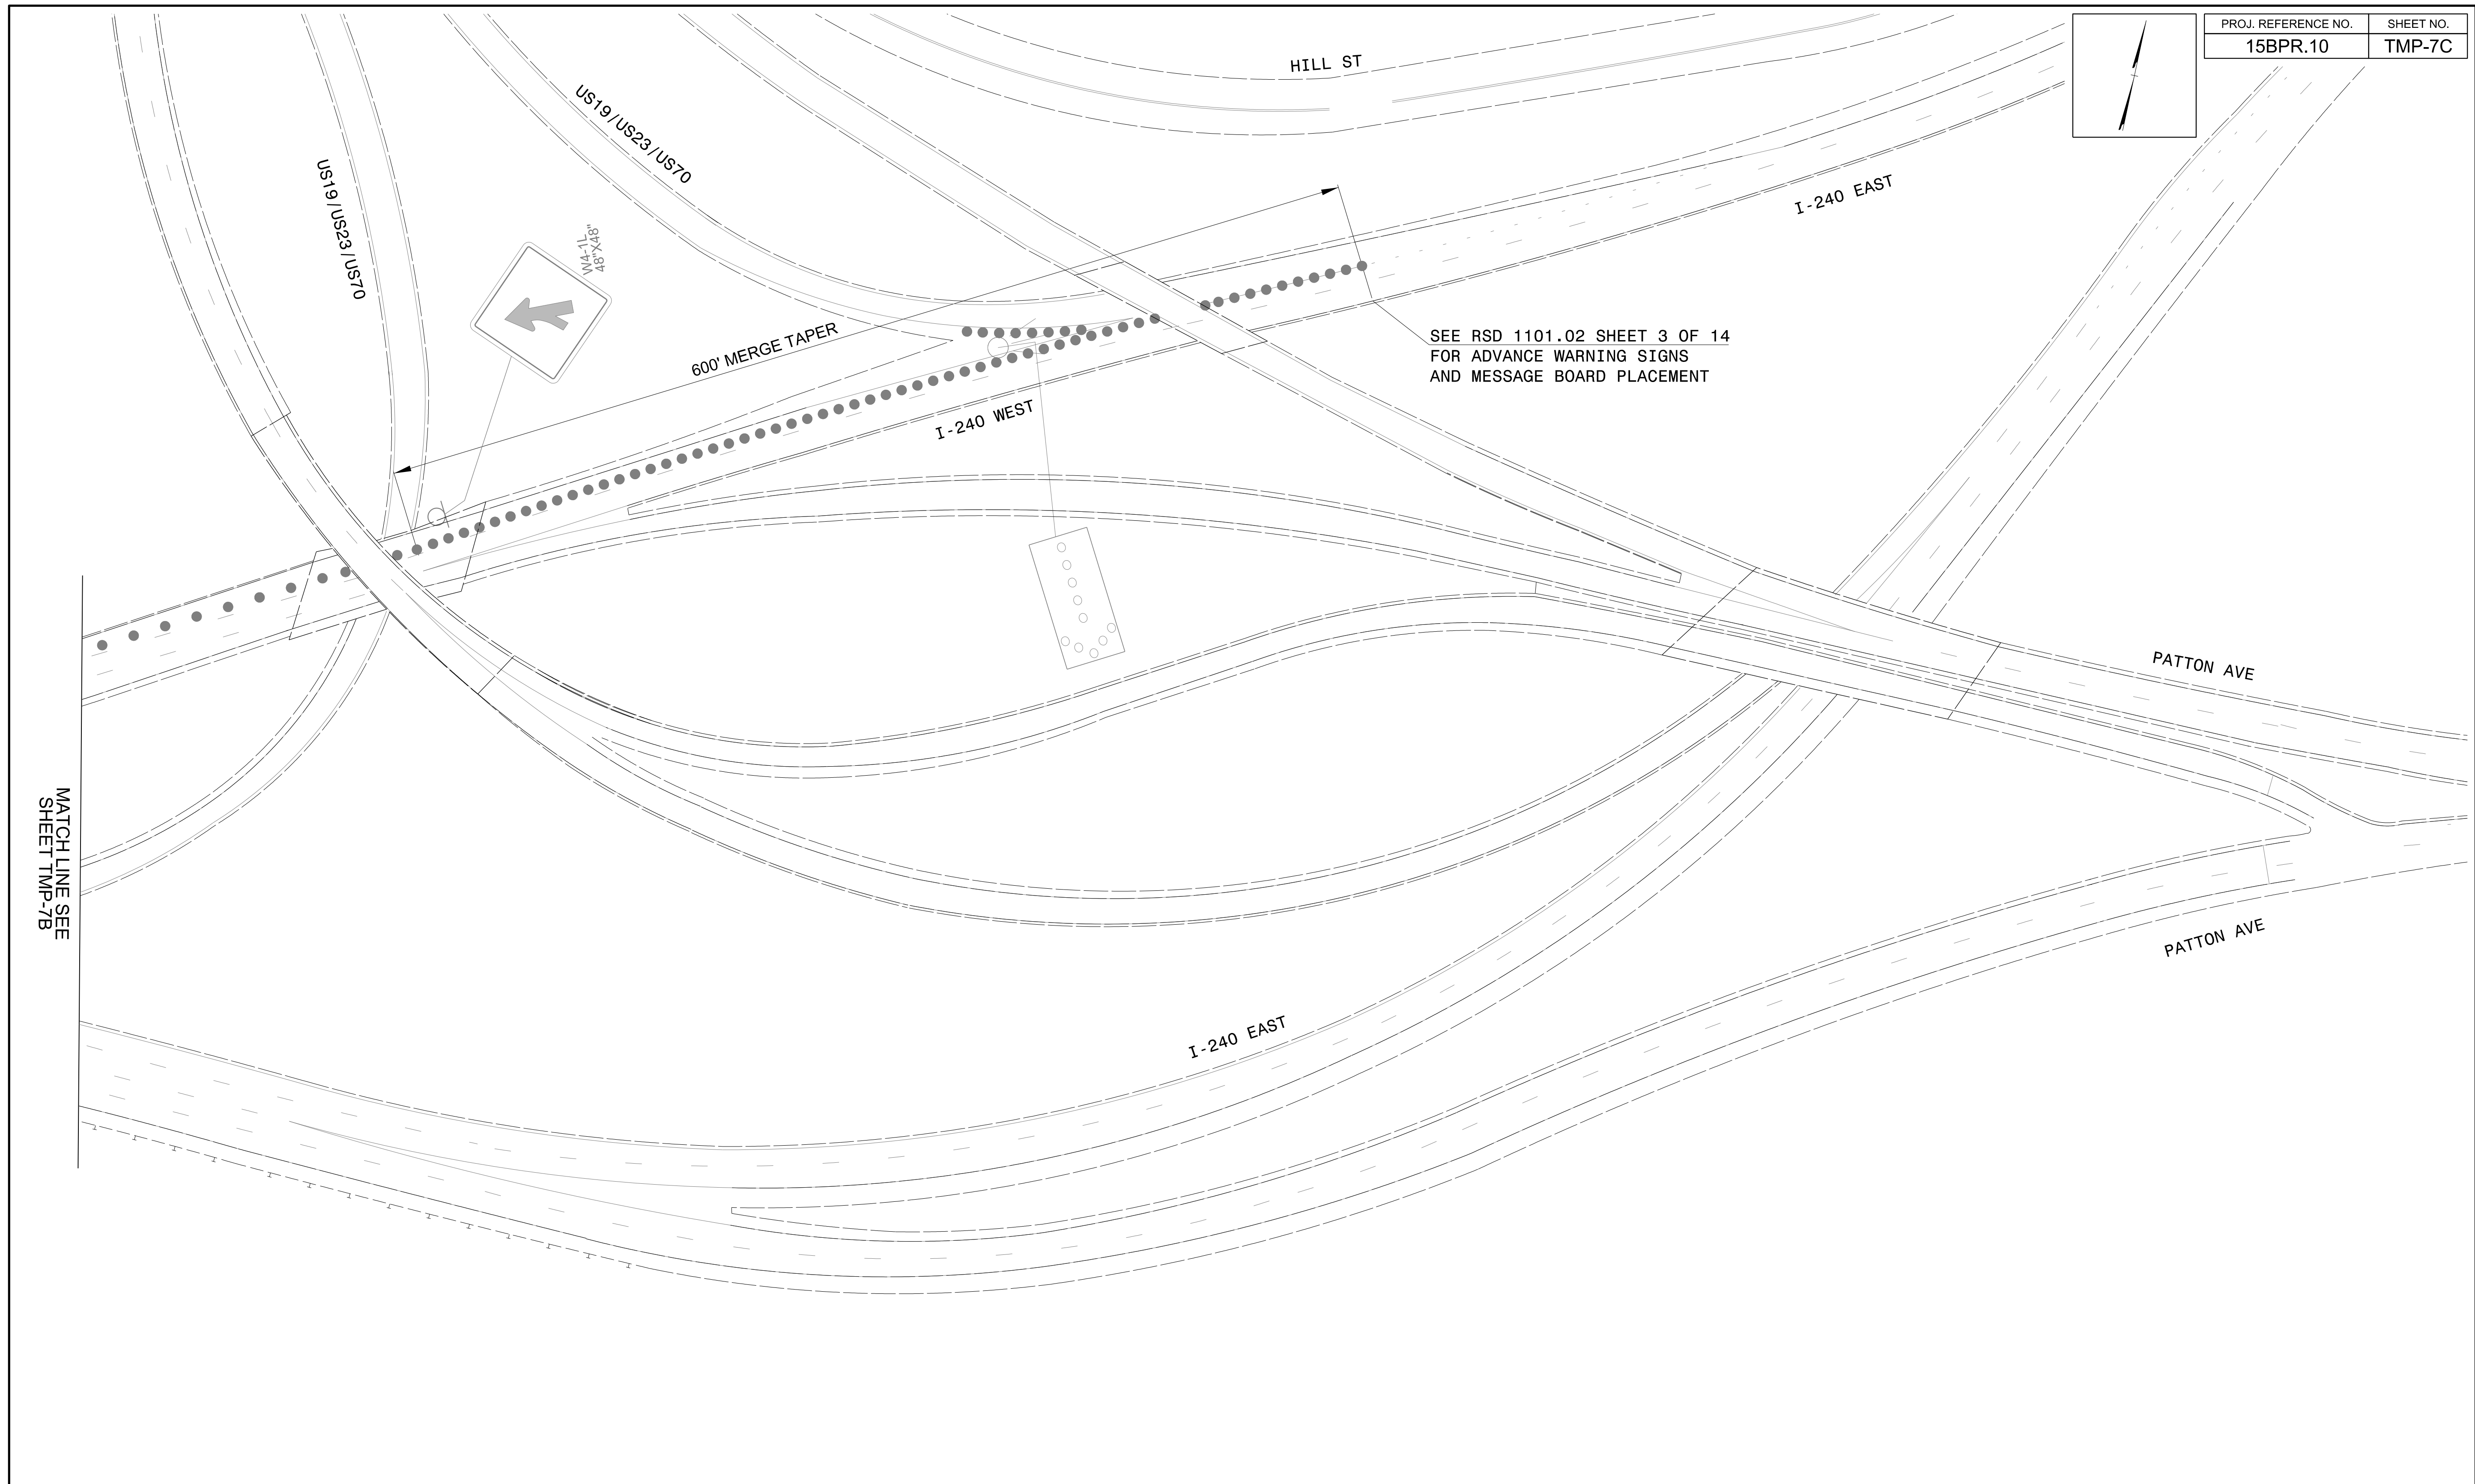 PROJ. REFERENCE NO.
SHEET NO.
15BPR.10
TMP-7C
HILL ST
US19/US23/US70
US19/US23/US70
W4-1L
48"X48"
I-240 EAST
600' MERGE TAPER
SEE RSD 1101.02 SHEET 3 OF 14
FOR ADVANCE WARNING SIGNS
AND MESSAGE BOARD PLACEMENT
I-240 WEST
PATTON AVE
MATCH LINE SEE
SHEET TMP-7B
PATTON AVE
I-240 EAST